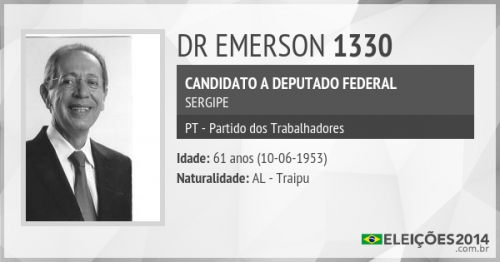 DR EMERSON 1330
CANDIDATO A DEPUTADO FEDERAL
SERGIPE
PT - Partido dos Trabalhadores
Idade: 61 anos (10-06-1953)
Naturalidade: AL - Traipu
ELEIÇÕES2014
.com.br